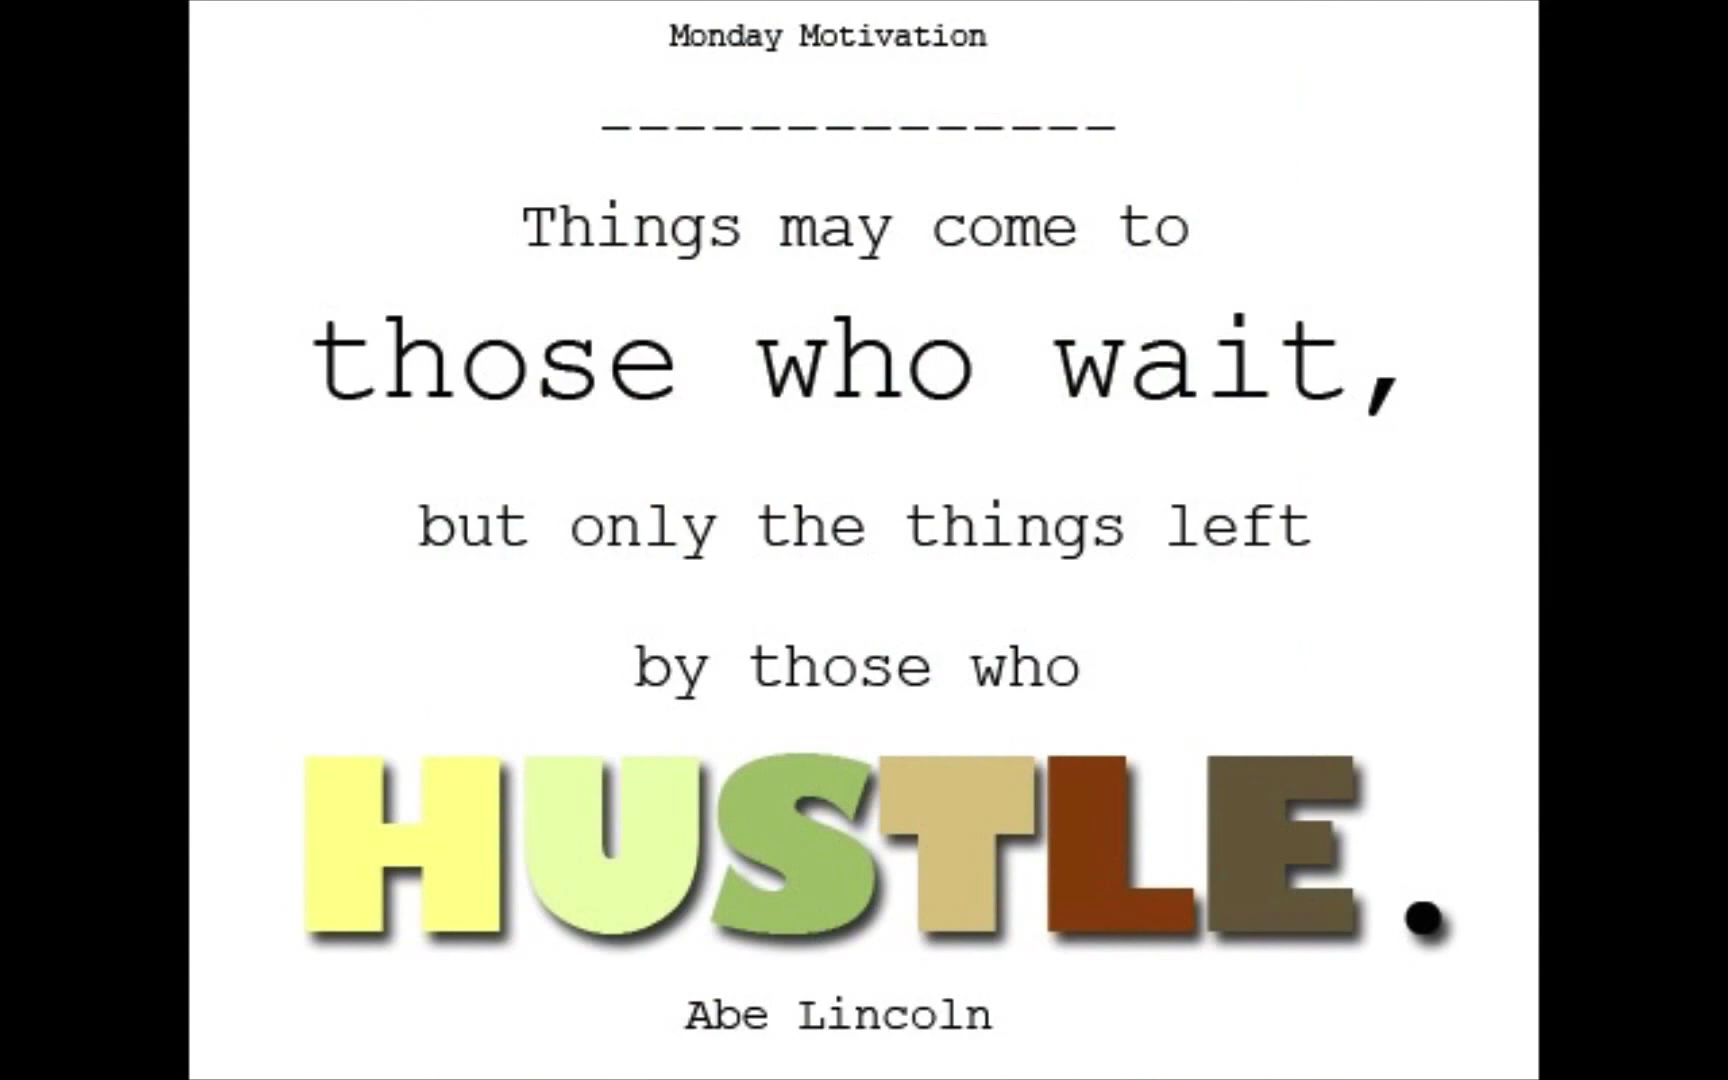 Monday Motivation
--------------
Things may come to
those who wait,
but only the things left
by those who
HUSTLE.
Abe Lincoln